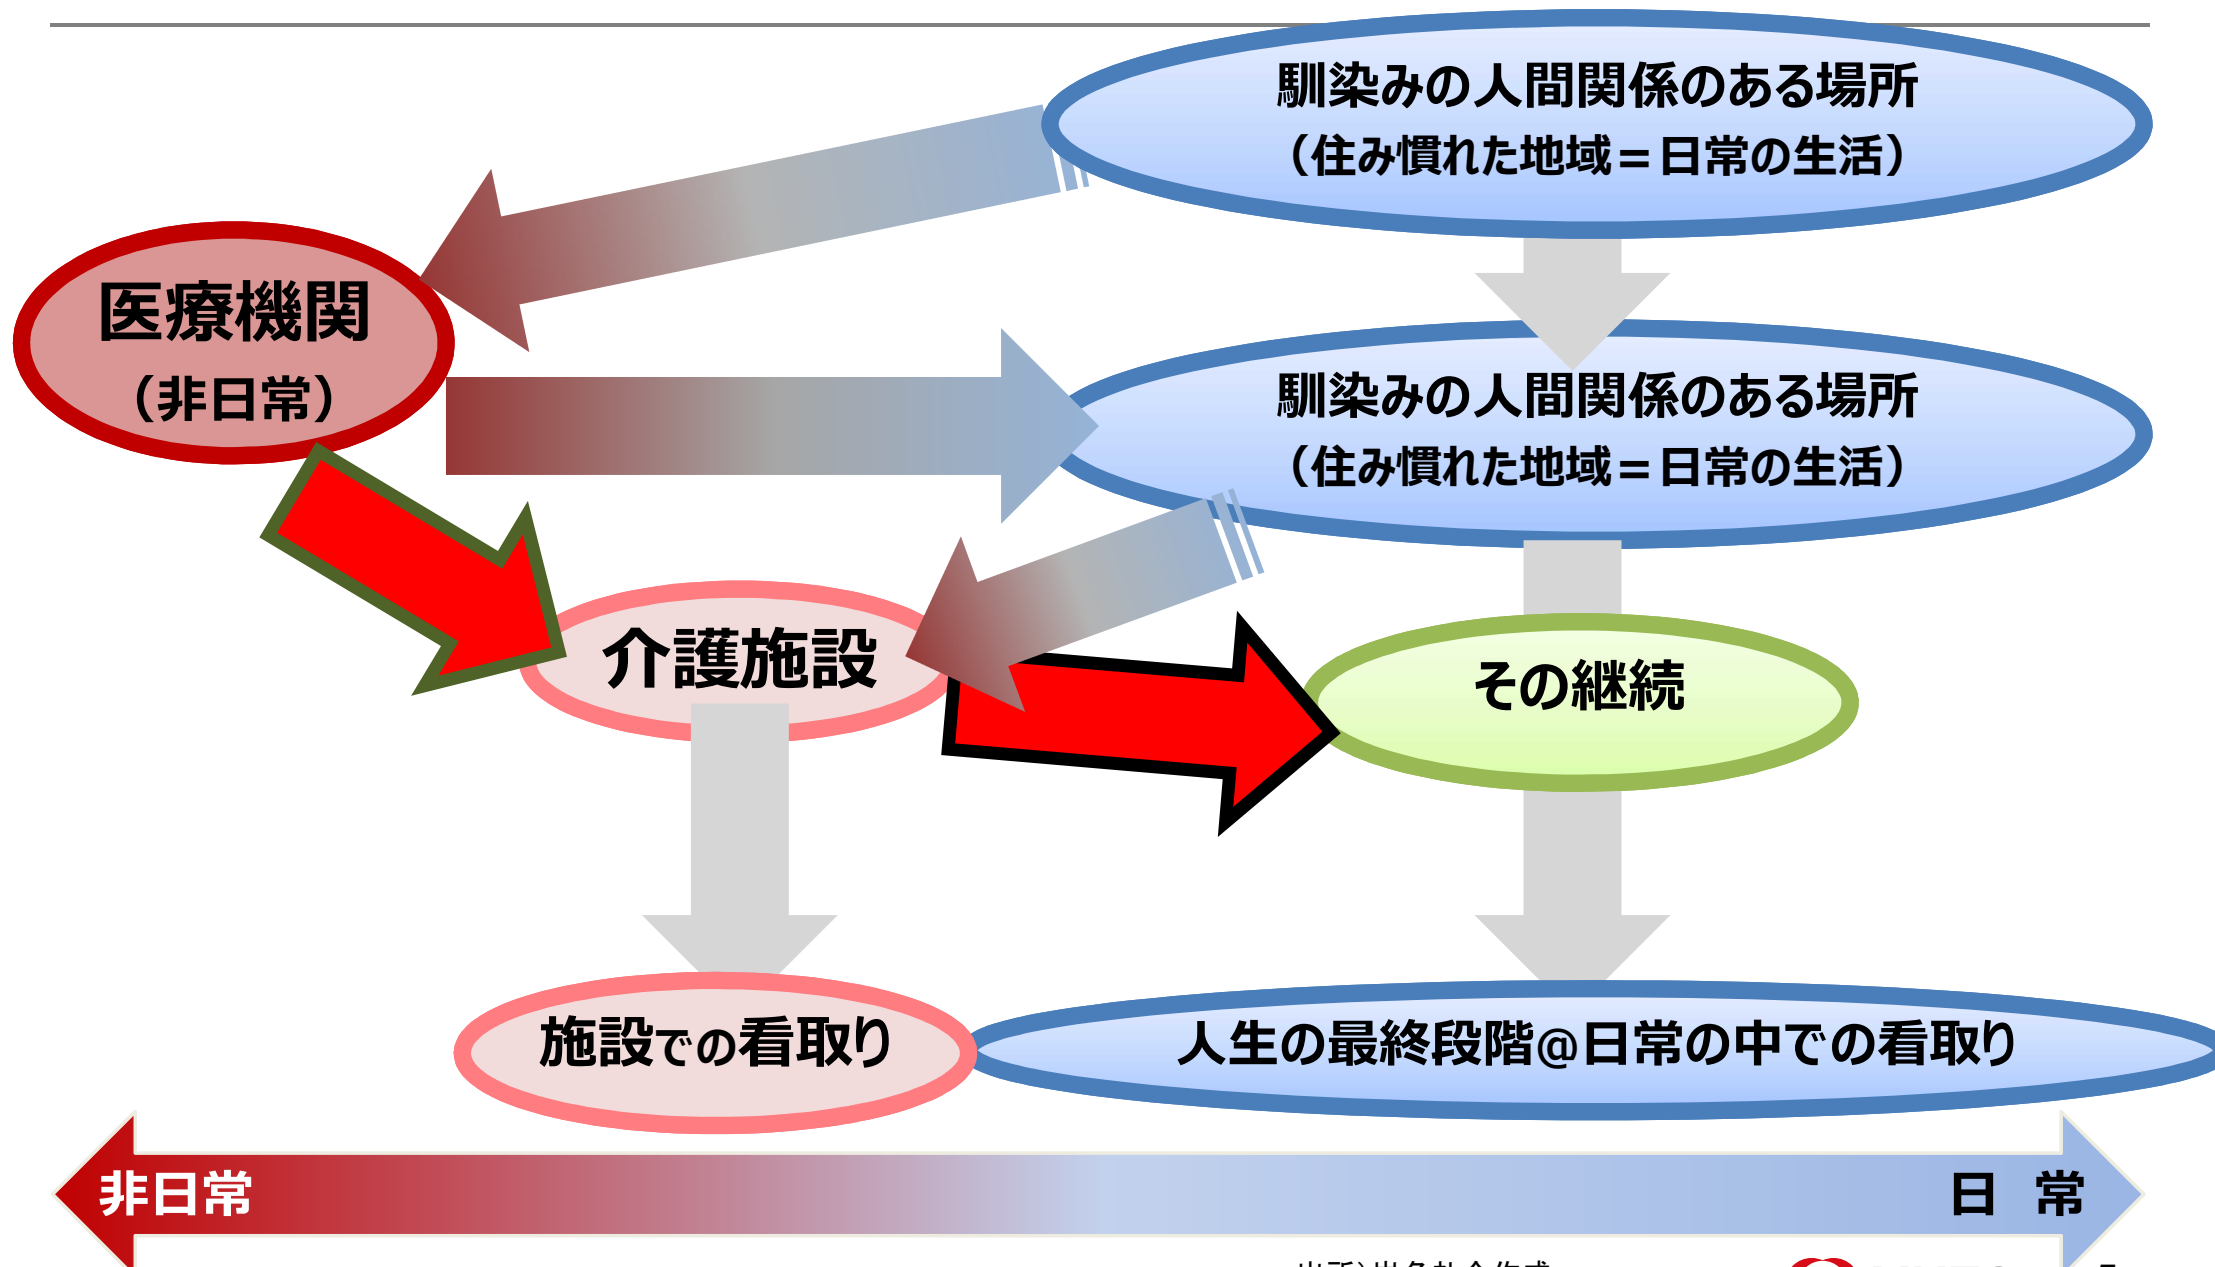 馴染みの人間関係のある場所
（住み慣れた地域＝日常の生活）
医療機関
（非日常）
馴染みの人間関係のある場所
（住み慣れた地域＝日常の生活）
介護施設
その継続
施設での看取り
人生の最終段階@日常の中での看取り
非日常
日　常